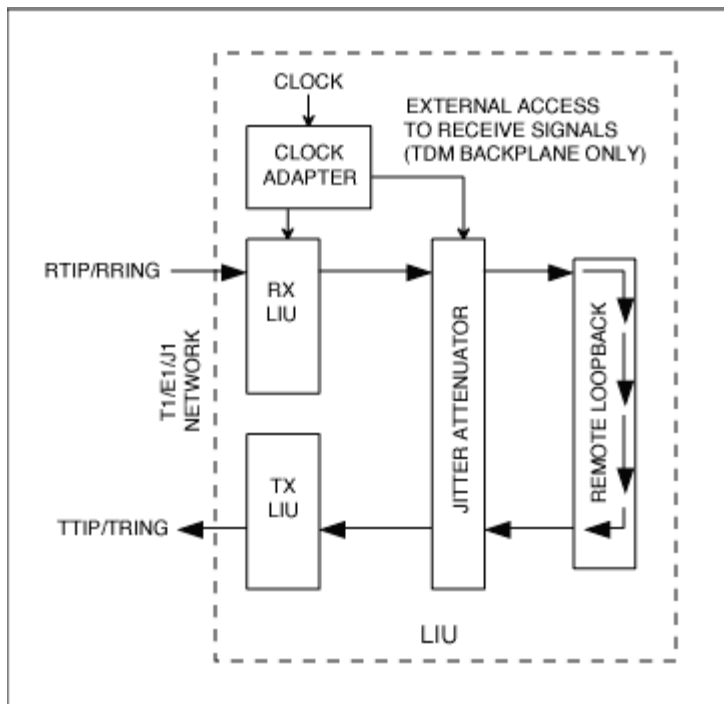 CLOCK
EXTERNAL ACCESS
TO RECEIVE SIGNALS
(TDM BACKPLANE ONLY)
CLOCK
ADAPTER
RTIP/RRING
RX
LIU
JITTER ATTENUATOR
REMOTE LOOPBACK
T1/E1/J1
NETWORK
TX
LIU
TTIP/TRING
LIU